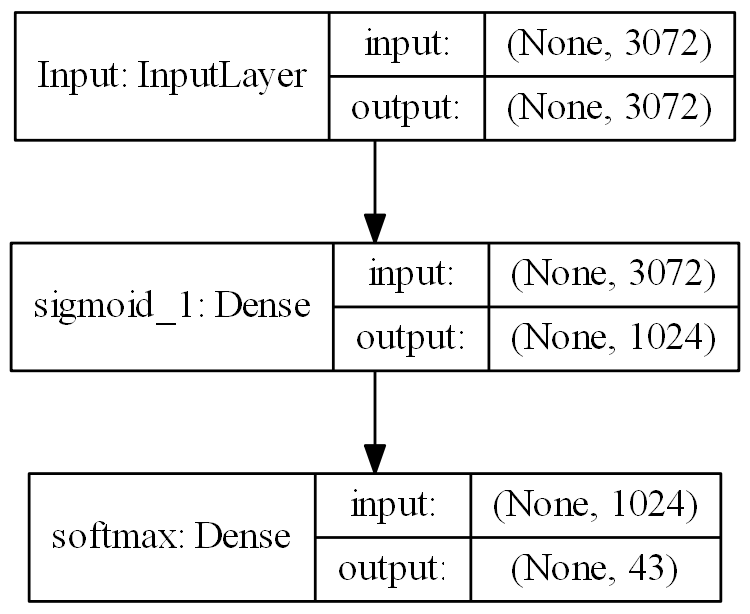 Input: InputLayer
input:
(None, 3072)
output:
(None, 3072)
sigmoid_1: Dense
input:
(None, 3072)
output:
(None, 1024)
softmax: Dense
input:
(None, 1024)
output:
(None, 43)